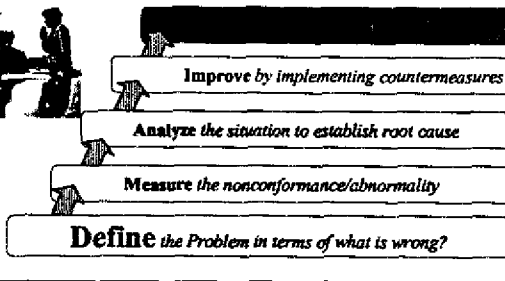 Improve by implementing countermeasures
Analyze the situation to establish root cause
Measure the nonconformance/abnormality
Define the Problem in terms of what is wrong?